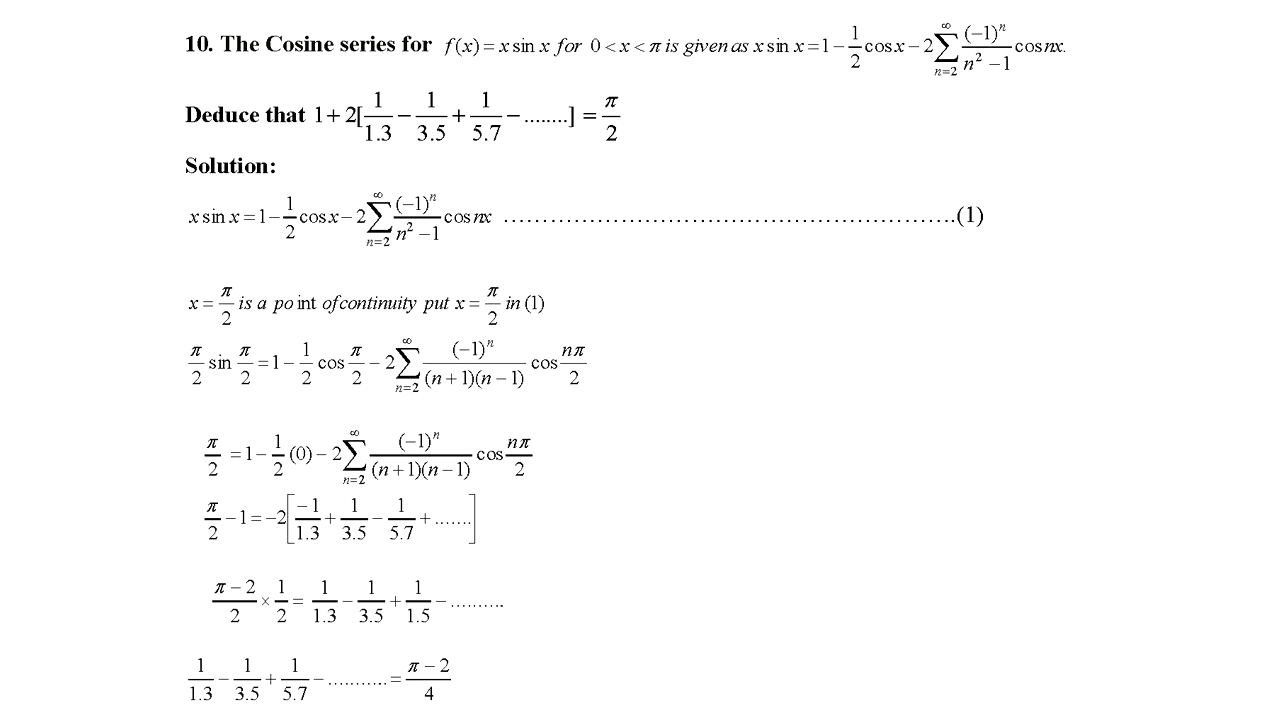 10. The Cosine series for f(x) = x sin x for 0 < x < π is given as x sin x = 1 − 1/2 cos x − 2 ∑_{n=2}^{∞} (−1)^n/(n² −1) cos nx.
Deduce that 1 + 2[1/1.3 − 1/3.5 + 1/5.7 − ........] = π/2
Solution:
x sin x = 1 − 1/2 cos x − 2 ∑_{n=2}^{∞} (−1)^n/(n² −1) cos nx ……………………………………………………(1)
x = π/2 is a point of continuity put x = π/2 in (1)
π/2 sin π/2 = 1 − 1/2 cos π/2 − 2 ∑_{n=2}^{∞} (−1)^n/((n+1)(n−1)) cos nπ/2
π/2 = 1 − 1/2 (0) − 2 ∑_{n=2}^{∞} (−1)^n/((n+1)(n−1)) cos nπ/2
π/2 − 1 = −2[−1/1.3 + 1/3.5 − 1/5.7 + .......]
(π − 2)/2 × 1/2 = 1/1.3 − 1/3.5 + 1/1.5 − ..........
1/1.3 − 1/3.5 + 1/5.7 − ........... = (π − 2)/4